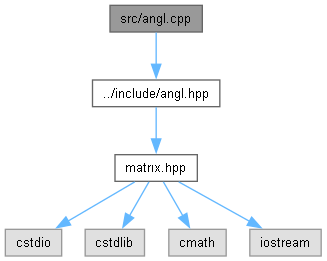 src/angl.cpp
../include/angl.hpp
matrix.hpp
cstdio
cstdlib
cmath
iostream